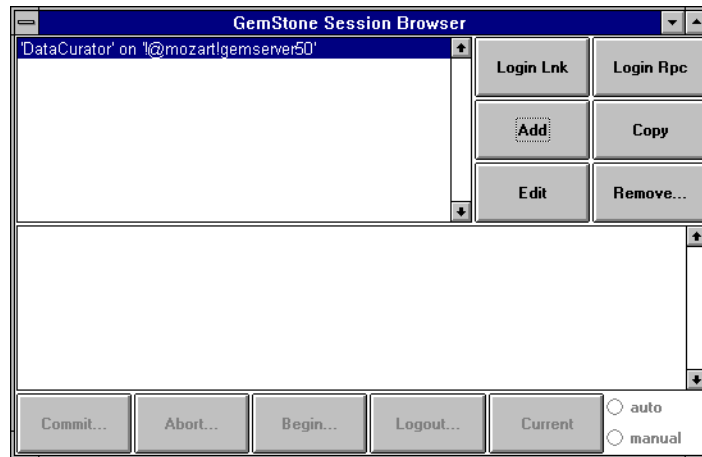 GemStone Session Browser
'DataCurator' on '!@mozart!gemserver50'
Login Lnk
Login Rpc
Add
Copy
Edit
Remove...
Commit...
Abort...
Begin...
Logout...
Current
auto
manual